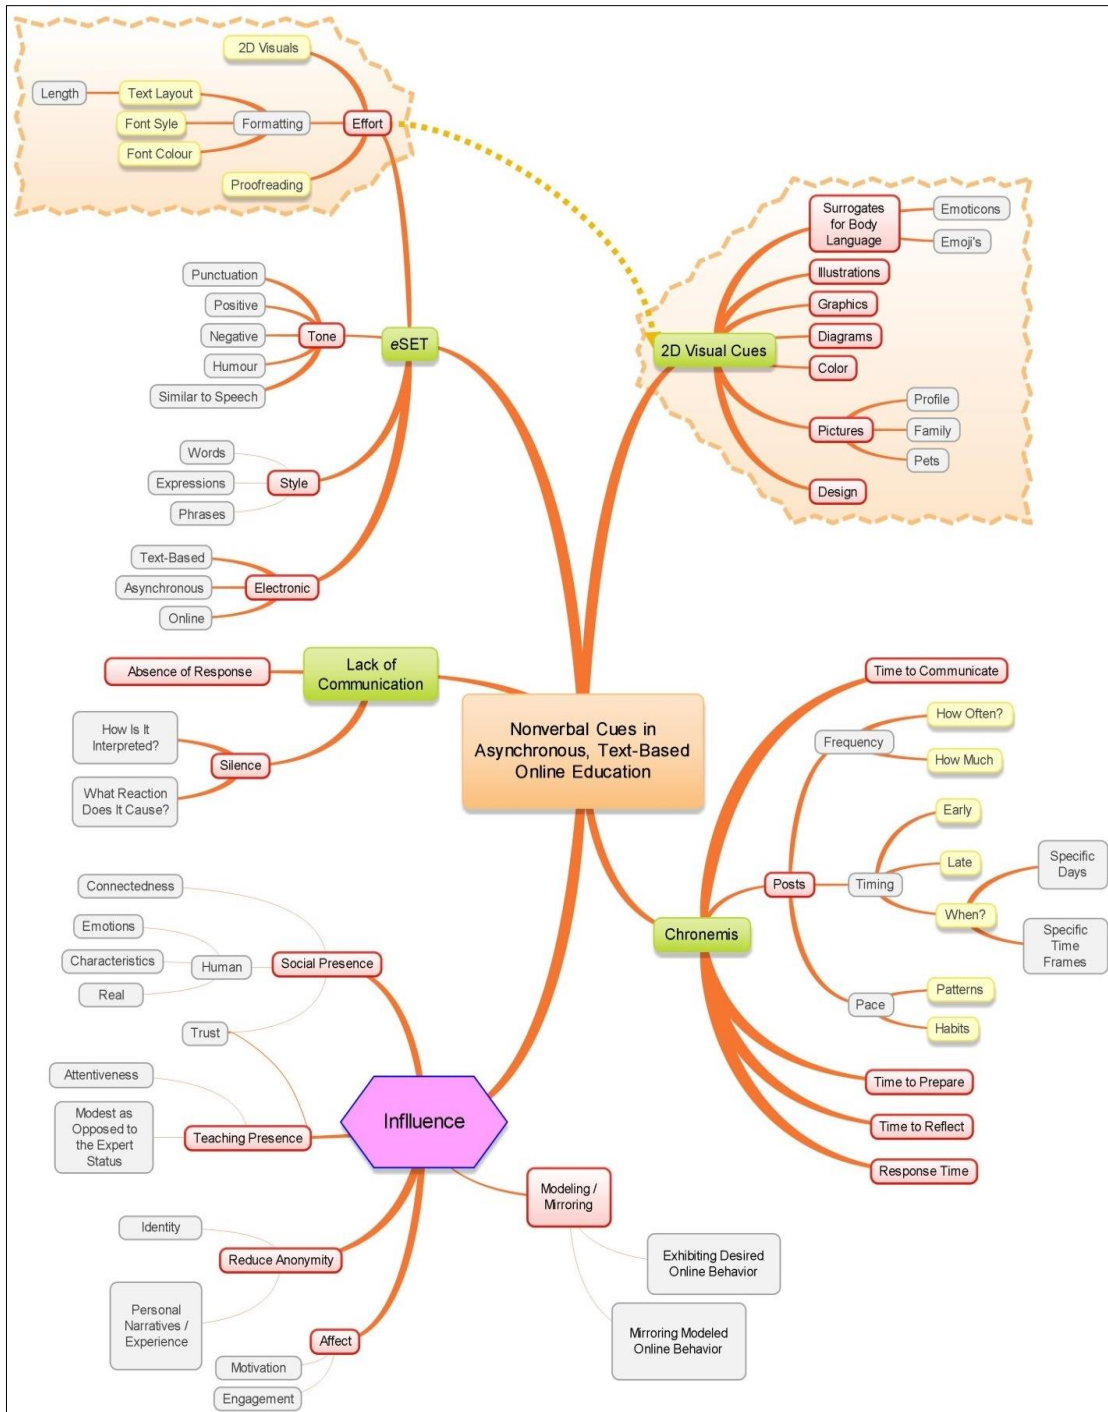 2D Visuals
Length
Text Layout
Font Syle
Formatting
Effort
Font Colour
Proofreading
Surrogates
for Body
Language
Emoticons
Emoji's
Illustrations
Graphics
Diagrams
Color
2D Visual Cues
Pictures
Profile
Family
Pets
Design
Punctuation
Positive
Negative
Humour
Similar to Speech
Tone
eSET
Words
Expressions
Phrases
Style
Text-Based
Asynchronous
Online
Electronic
Absence of Response
Lack of
Communication
How Is It
Interpreted?
Silence
What Reaction
Does It Cause?
Nonverbal Cues in
Asynchronous, Text-Based
Online Education
Time to Communicate
How Often?
Frequency
How Much
Early
Late
Posts
Timing
When?
Specific
Days
Specific
Time
Frames
Chronemis
Pace
Patterns
Habits
Time to Prepare
Time to Reflect
Response Time
Connectedness
Emotions
Characteristics
Real
Human
Social Presence
Trust
Attentiveness
Modest as
Opposed to
the Expert
Status
Teaching Presence
Inflluence
Modeling /
Mirroring
Exhibiting Desired
Online Behavior
Mirroring Modeled
Online Behavior
Identity
Reduce Anonymity
Personal
Narratives /
Experience
Affect
Motivation
Engagement